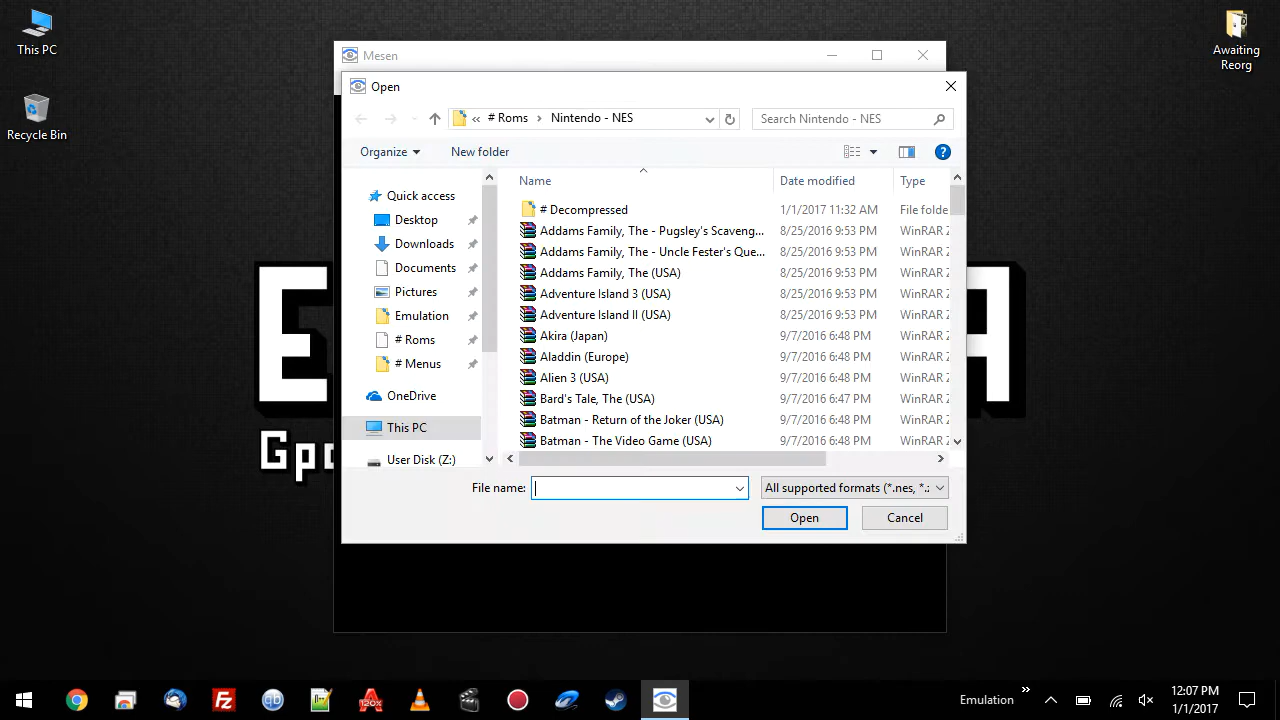 This PC
Recycle Bin
Awaiting
Reorg
Mesen
Open
« # Roms > Nintendo - NES
Search Nintendo - NES
Organize
New folder
Name
Date modified
Type
Quick access
Desktop
Downloads
Documents
Pictures
Emulation
# Roms
# Menus
OneDrive
This PC
User Disk (Z:)
# Decompressed 1/1/2017 11:32 AM File folde
Addams Family, The - Pugsley's Scaveng... 8/25/2016 9:53 PM WinRAR Z
Addams Family, The - Uncle Fester's Que... 8/25/2016 9:53 PM WinRAR Z
Addams Family, The (USA) 8/25/2016 9:53 PM WinRAR Z
Adventure Island 3 (USA) 8/25/2016 9:53 PM WinRAR Z
Adventure Island II (USA) 8/25/2016 9:53 PM WinRAR Z
Akira (Japan) 9/7/2016 6:48 PM WinRAR Z
Aladdin (Europe) 9/7/2016 6:48 PM WinRAR Z
Alien 3 (USA) 9/7/2016 6:48 PM WinRAR Z
Bard's Tale, The (USA) 9/7/2016 6:47 PM WinRAR Z
Batman - Return of the Joker (USA) 9/7/2016 6:48 PM WinRAR Z
Batman - The Video Game (USA) 9/7/2016 6:48 PM WinRAR Z
File name:
All supported formats (*.nes, *.z
Open
Cancel
E
A
Emulation
12:07 PM
1/1/2017